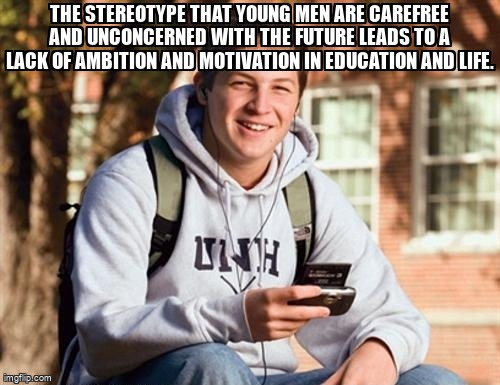 THE STEREOTYPE THAT YOUNG MEN ARE CAREFREE
AND UNCONCERNED WITH THE FUTURE LEADS TO A
LACK OF AMBITION AND MOTIVATION IN EDUCATION AND LIFE.
UNH
imgflip.com